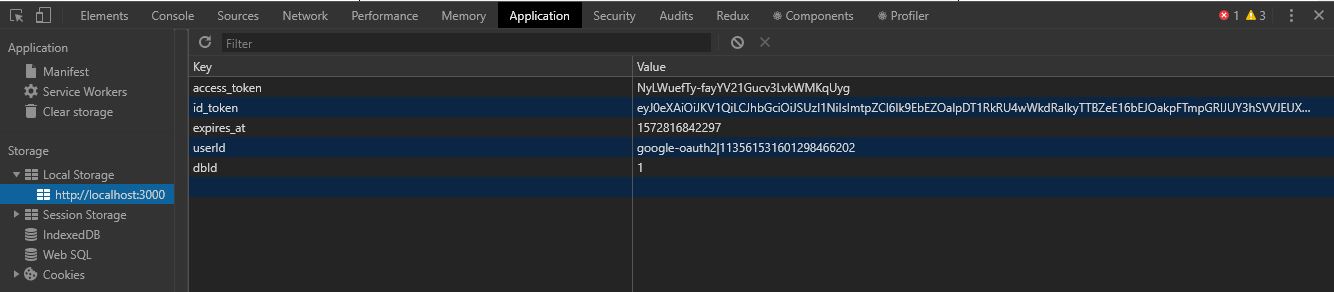 Elements Console Sources Network Performance Memory Application Security Audits Redux Components Profiler 1 3
Application
Manifest
Service Workers
Clear storage
Storage
Local Storage
http://localhost:3000
Session Storage
IndexedDB
Web SQL
Cookies
Filter
Key Value
access_token NyLWuefTy-fayYV21Gucv3LvkWMKqUyg
id_token eyJ0eXAiOiJKV1QiLCJhbGciOiJSUzI1NiIsImtpZCI6Ik9EbEZOalpDT1RkRU4wWkdRalkyTTBZeE16bEJOakpFTmpGRlJUY3hSVVJEUX...
expires_at 1572816842297
userId google-oauth2|113561531601298466202
dbId 1